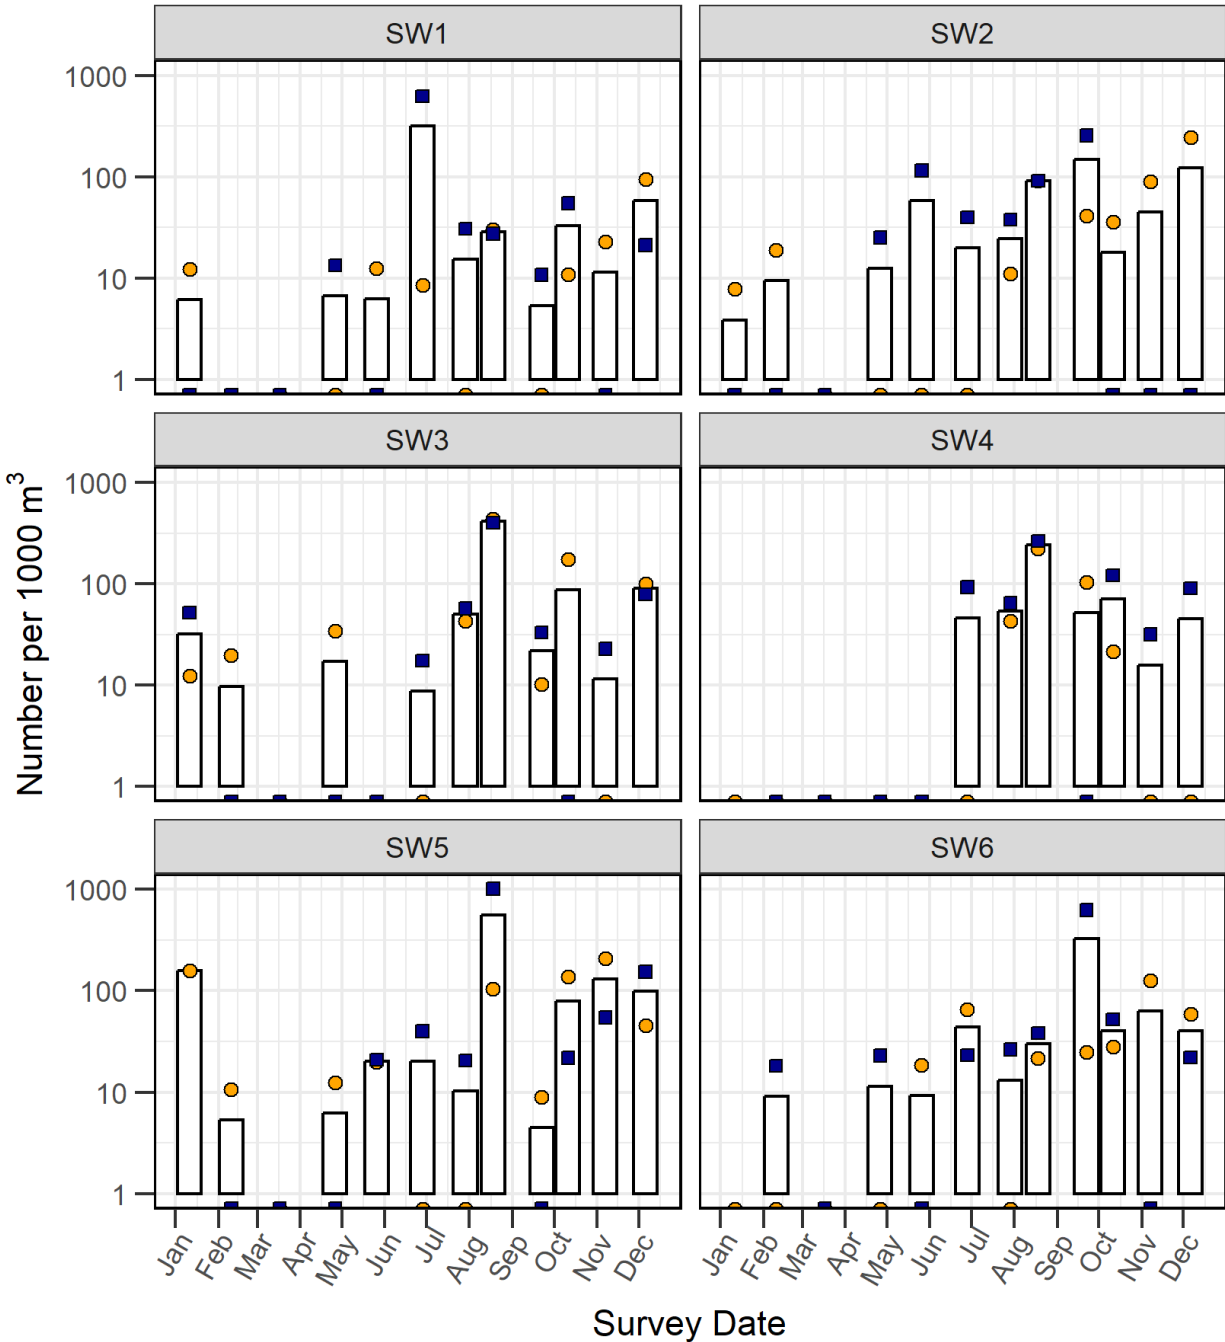 SW1
SW2
1000
100
10
1
SW3
SW4
1000
100
10
1
SW5
SW6
1000
100
10
1
Jan Feb Mar Apr May Jun Jul Aug Sep Oct Nov Dec
Jan Feb Mar Apr May Jun Jul Aug Sep Oct Nov Dec
Number per 1000 m³
Survey Date